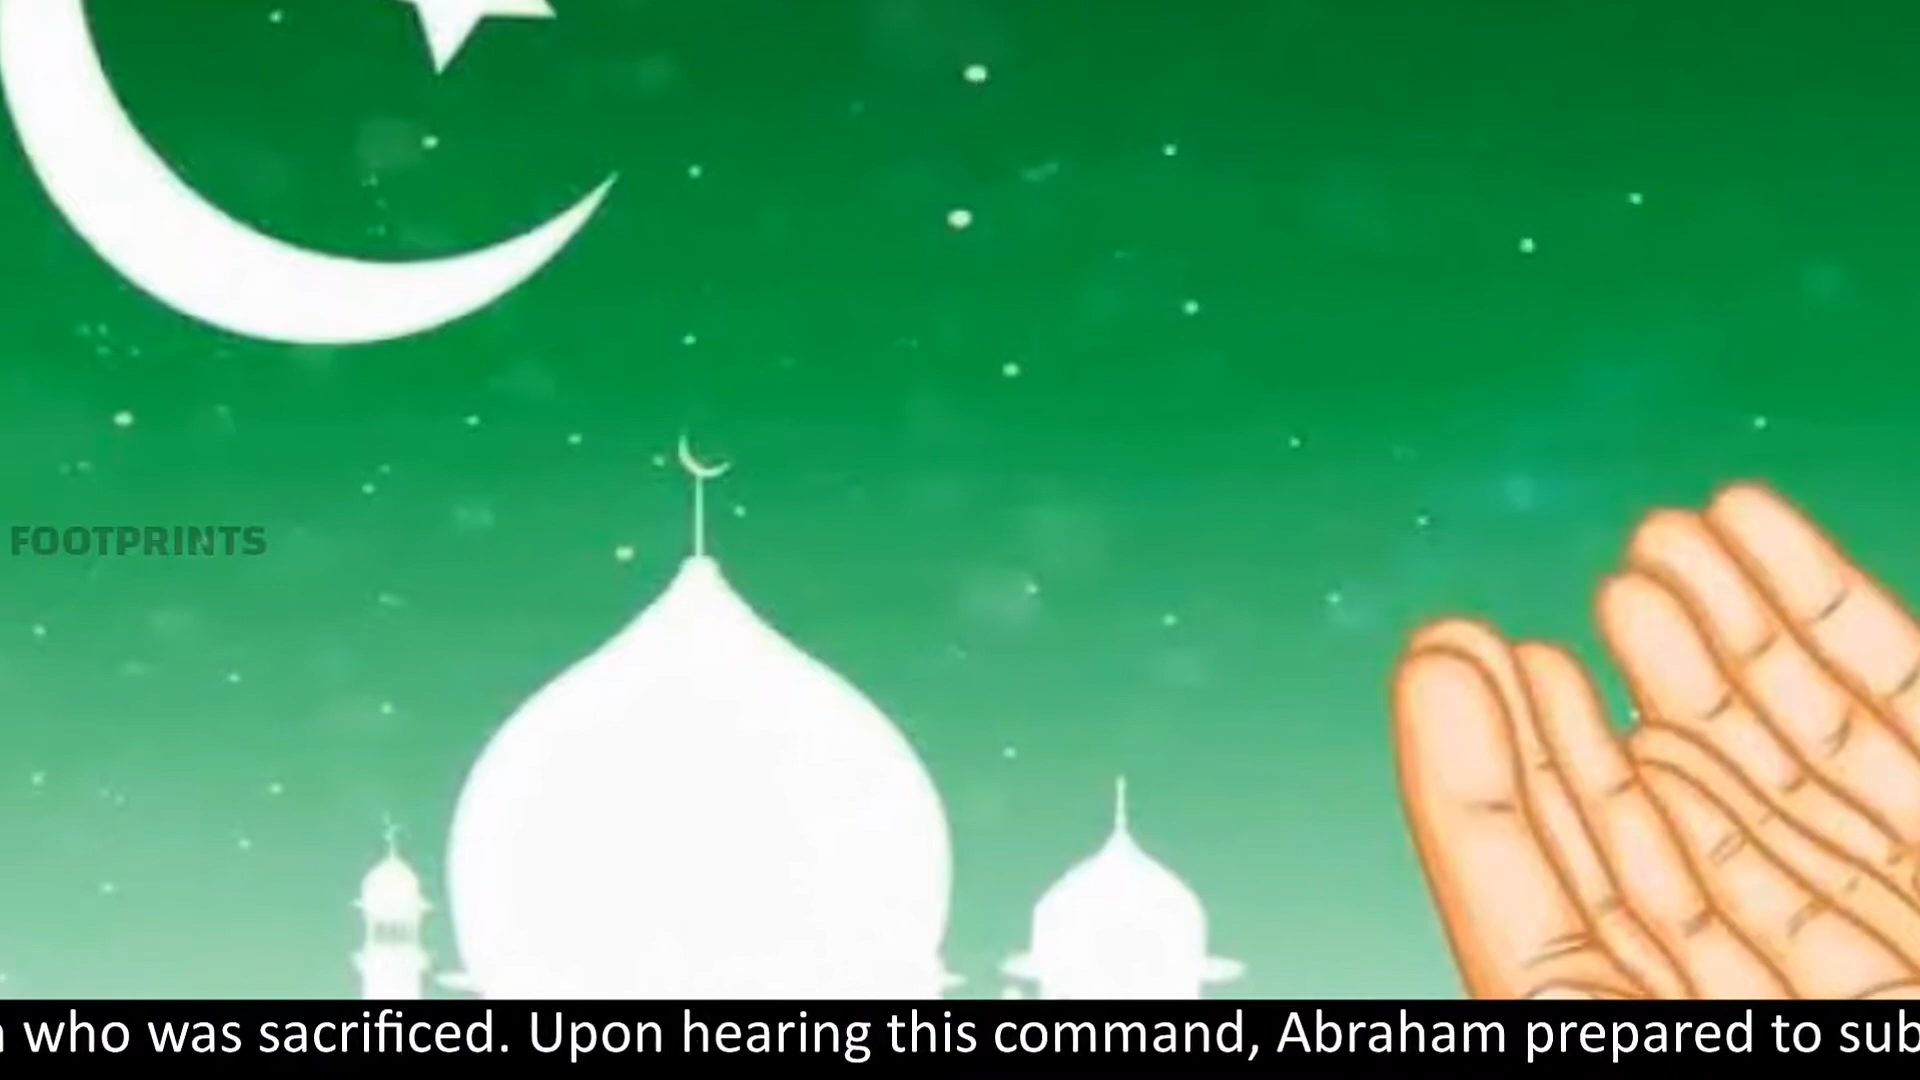 FOOTPRINTS
who was sacrificed. Upon hearing this command, Abraham prepared to sub